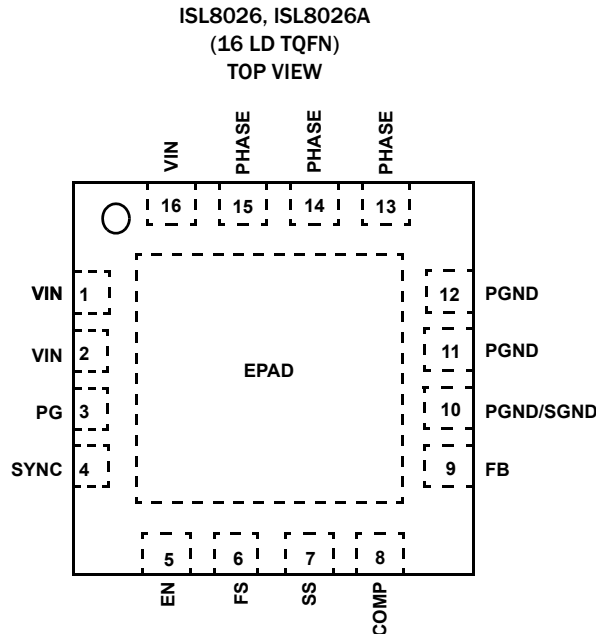 ISL8026, ISL8026A
(16 LD TQFN)
TOP VIEW
VIN PHASE PHASE PHASE
16 15 14 13
VIN 1 12 PGND
VIN 2 11 PGND
EPAD
PG 3 10 PGND/SGND
SYNC 4 9 FB
5 6 7 8
EN FS SS COMP